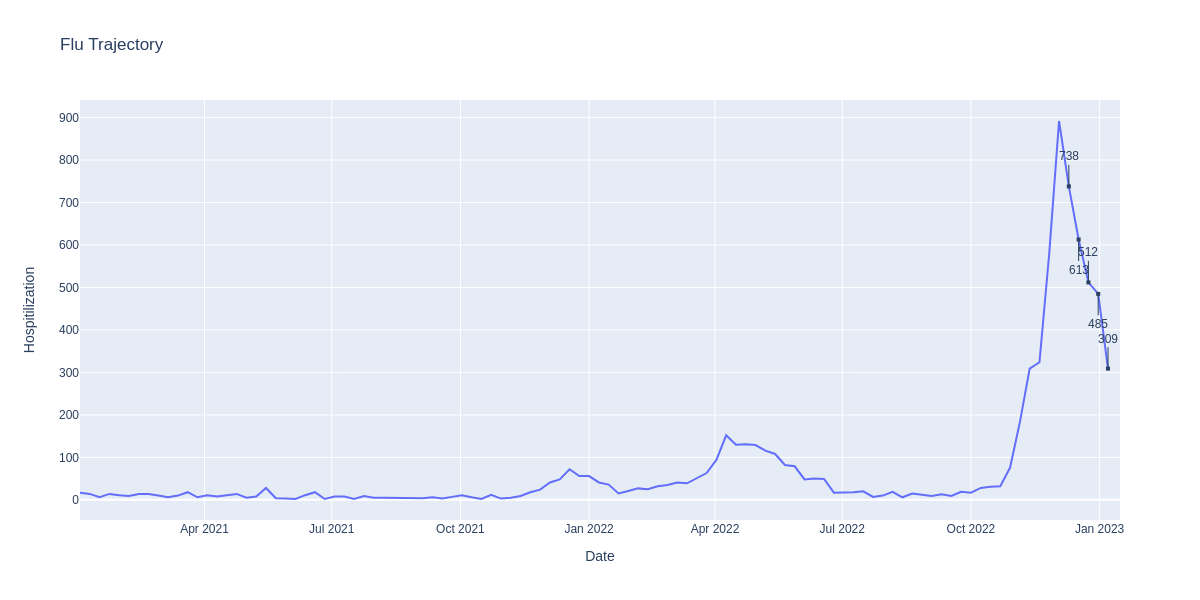 Flu Trajectory
Hospitilization
900
800
700
600
500
400
300
200
100
0
738
512
613
485
309
Apr 2021
Jul 2021
Oct 2021
Jan 2022
Apr 2022
Jul 2022
Oct 2022
Jan 2023
Date